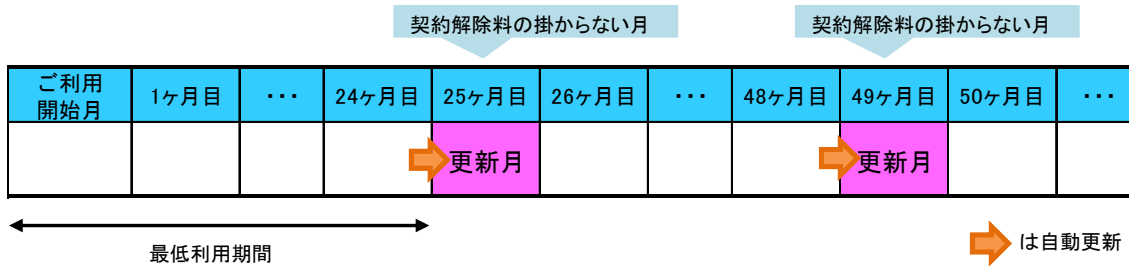 契約解除料の掛からない月
契約解除料の掛からない月
ご利用
開始月
1ヶ月目
・・・
24ヶ月目
25ヶ月目
26ヶ月目
・・・
48ヶ月目
49ヶ月目
50ヶ月目
・・・
更新月
更新月
最低利用期間
は自動更新